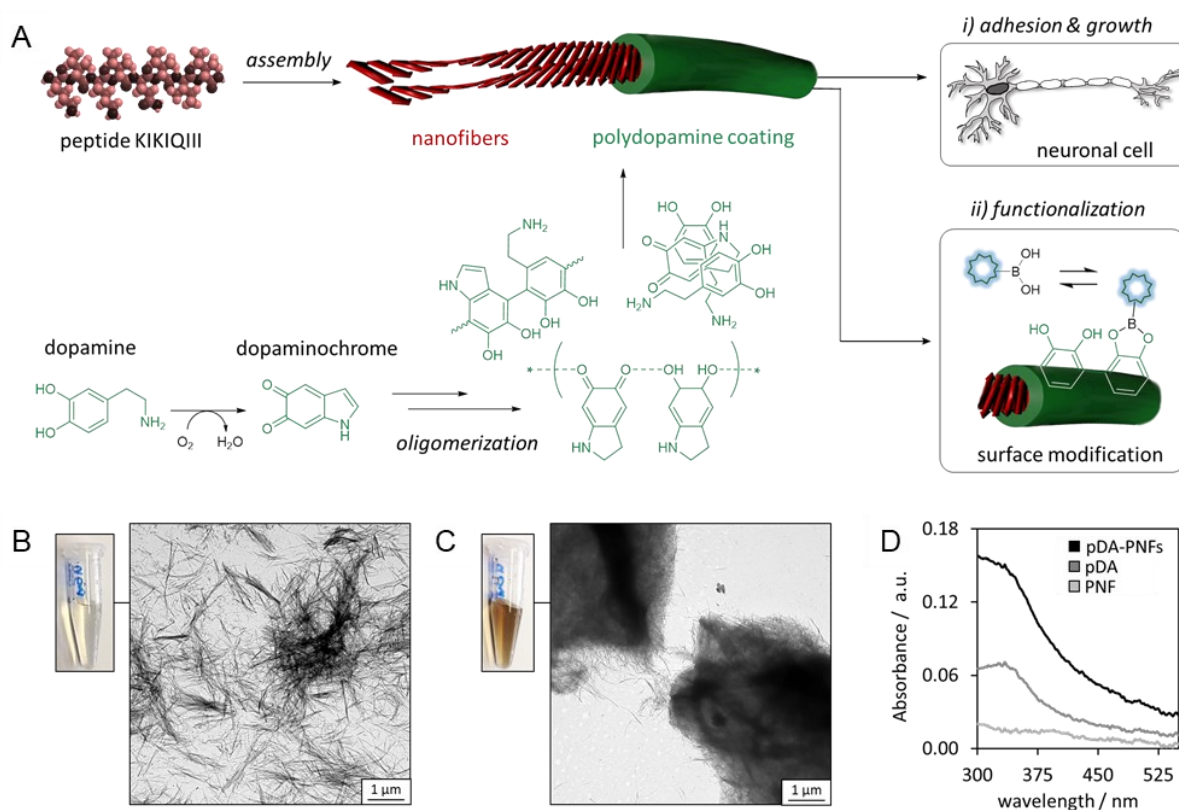 A
peptide KIKIQIII
assembly
nanofibers
polydopamine coating
i) adhesion & growth
neuronal cell
ii) functionalization
OH
B
OH
B
O
O
HO
OH
surface modification
dopamine
HO
HO
NH₂
O₂
H₂O
dopaminochrome
O
O
N
H
oligomerization
NH₂
HN
OH
OH
OH
OH
HO
OH
H
N
O
O
OH
OH
H₂N
NH₂
*
O
O
HO
OH
*
HN
HN
B
1 µm
C
1 µm
D
0.18
0.12
0.06
0.00
Absorbance / a.u.
pDA-PNFs
pDA
PNF
300
375
450
525
wavelength / nm